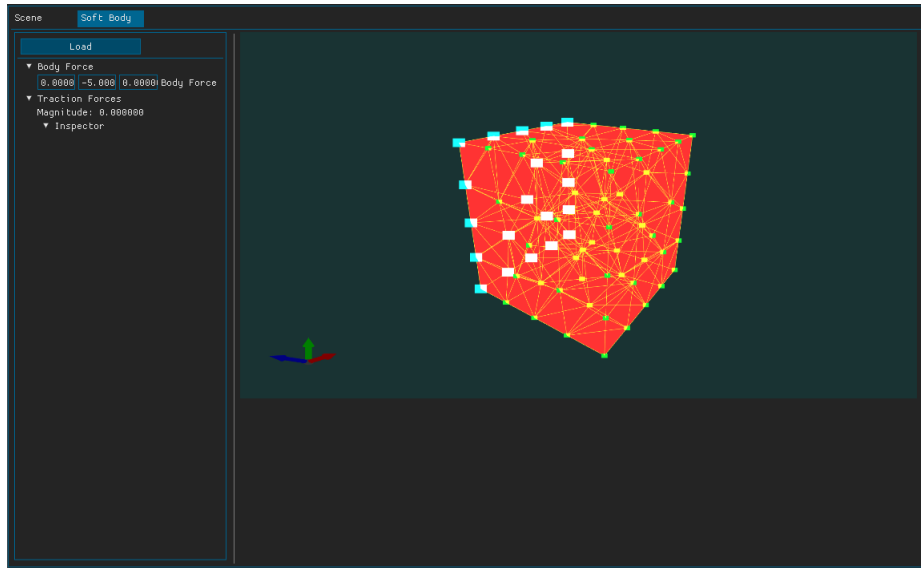 Scene Soft Body
Load
Body Force
0.0000 -5.000 0.0000 Body Force
Traction Forces
Magnitude: 0.000000
Inspector